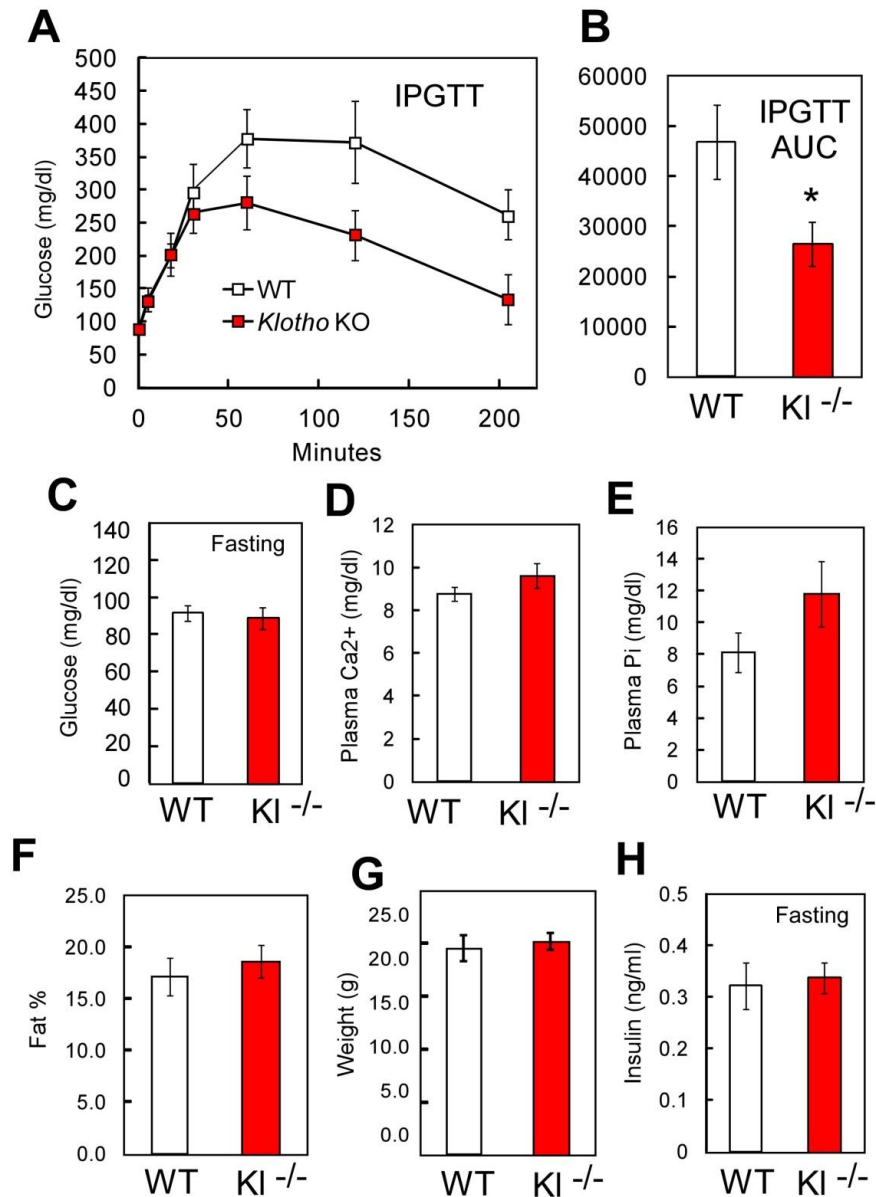 A
Glucose (mg/dl)
500
450
400
350
300
250
200
150
100
50
0
IPGTT
WT
Klotho KO
0 50 100 150 200
Minutes
B
60000
50000
40000
30000
20000
10000
0
IPGTT
AUC
*
WT Kl -/-
C
Glucose (mg/dl)
140
120
100
80
60
40
20
0
Fasting
WT Kl -/-
D
Plasma Ca2+ (mg/dl)
12
10
8
6
4
2
0
WT Kl -/-
E
Plasma Pi (mg/dl)
16
14
12
10
8
6
4
2
0
WT Kl -/-
F
Fat %
25.0
20.0
15.0
10.0
5.0
0.0
WT Kl -/-
G
Weight (g)
25.0
20.0
15.0
10.0
5.0
0.0
WT Kl -/-
H
Insulin (ng/ml)
0.5
0.4
0.3
0.2
0.1
0
Fasting
WT Kl -/-